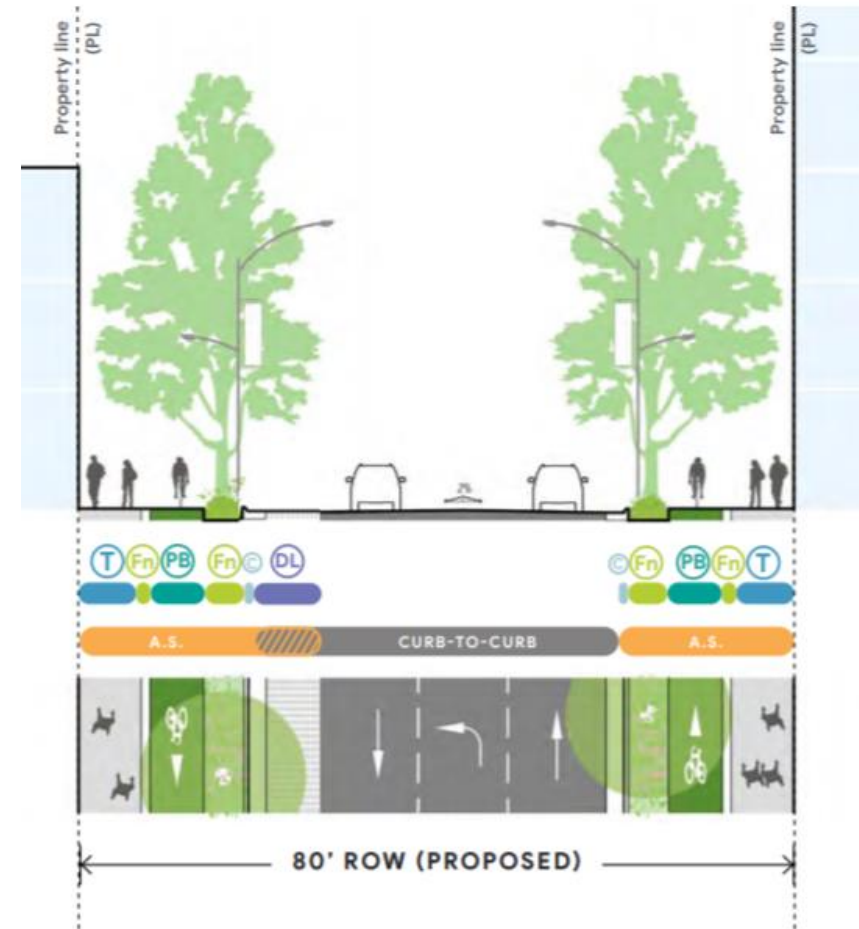 Property line
(PL)
Property line
(PL)
T Fn PB Fn C DL
C Fn PB Fn T
A.S.
CURB-TO-CURB
A.S.
80' ROW (PROPOSED)